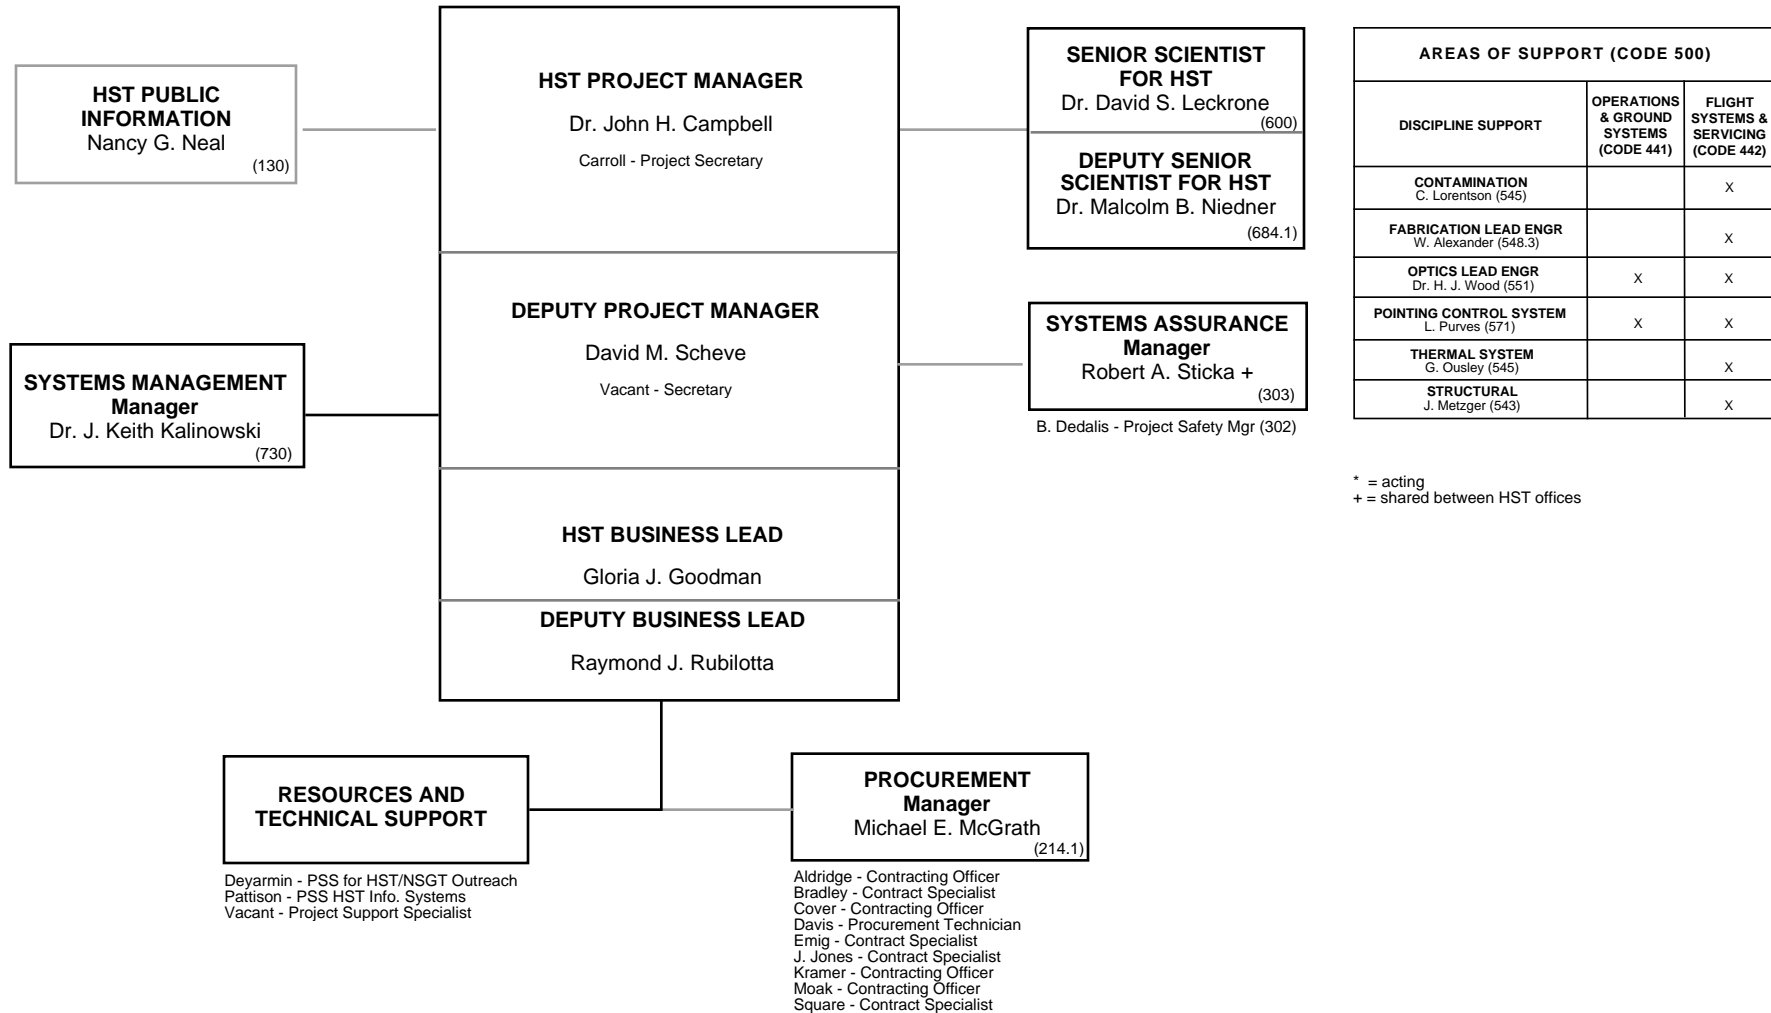 HST PUBLIC
INFORMATION
Nancy G. Neal
(130)
SYSTEMS MANAGEMENT
Manager
Dr. J. Keith Kalinowski
(730)
HST PROJECT MANAGER
Dr. John H. Campbell
Carroll - Project Secretary
DEPUTY PROJECT MANAGER
David M. Scheve
Vacant - Secretary
HST BUSINESS LEAD
Gloria J. Goodman
DEPUTY BUSINESS LEAD
Raymond J. Rubilotta
SENIOR SCIENTIST
FOR HST
Dr. David S. Leckrone
(600)
DEPUTY SENIOR
SCIENTIST FOR HST
Dr. Malcolm B. Niedner
(684.1)
SYSTEMS ASSURANCE
Manager
Robert A. Sticka +
(303)
B. Dedalis - Project Safety Mgr (302)
AREAS OF SUPPORT (CODE 500)
DISCIPLINE SUPPORT
OPERATIONS
& GROUND
SYSTEMS
(CODE 441)
FLIGHT
SYSTEMS &
SERVICING
(CODE 442)
CONTAMINATION
C. Lorentson (545)
X
FABRICATION LEAD ENGR
W. Alexander (548.3)
X
OPTICS LEAD ENGR
Dr. H. J. Wood (551)
X X
POINTING CONTROL SYSTEM
L. Purves (571)
X X
THERMAL SYSTEM
G. Ousley (545)
X
STRUCTURAL
J. Metzger (543)
X
* = acting
+ = shared between HST offices
RESOURCES AND
TECHNICAL SUPPORT
Deyarmin - PSS for HST/NSGT Outreach
Pattison - PSS HST Info. Systems
Vacant - Project Support Specialist
PROCUREMENT
Manager
Michael E. McGrath
(214.1)
Aldridge - Contracting Officer
Bradley - Contract Specialist
Cover - Contracting Officer
Davis - Procurement Technician
Emig - Contract Specialist
J. Jones - Contract Specialist
Kramer - Contracting Officer
Moak - Contracting Officer
Square - Contract Specialist